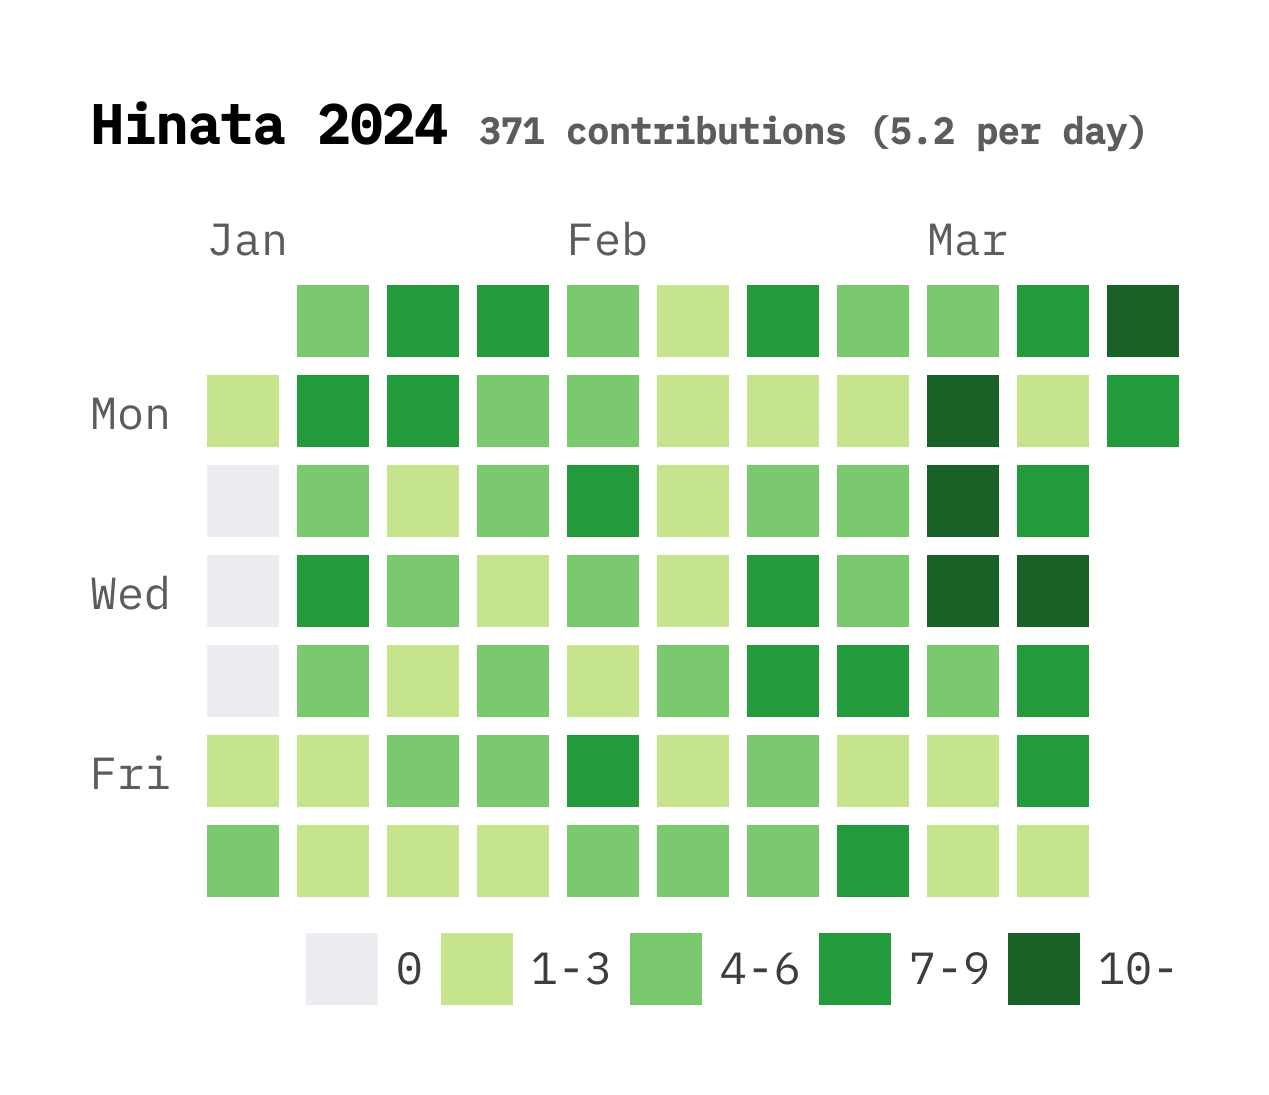 Hinata 2024 371 contributions (5.2 per day)
Jan Feb Mar
Mon
Wed
Fri
0 1-3 4-6 7-9 10-